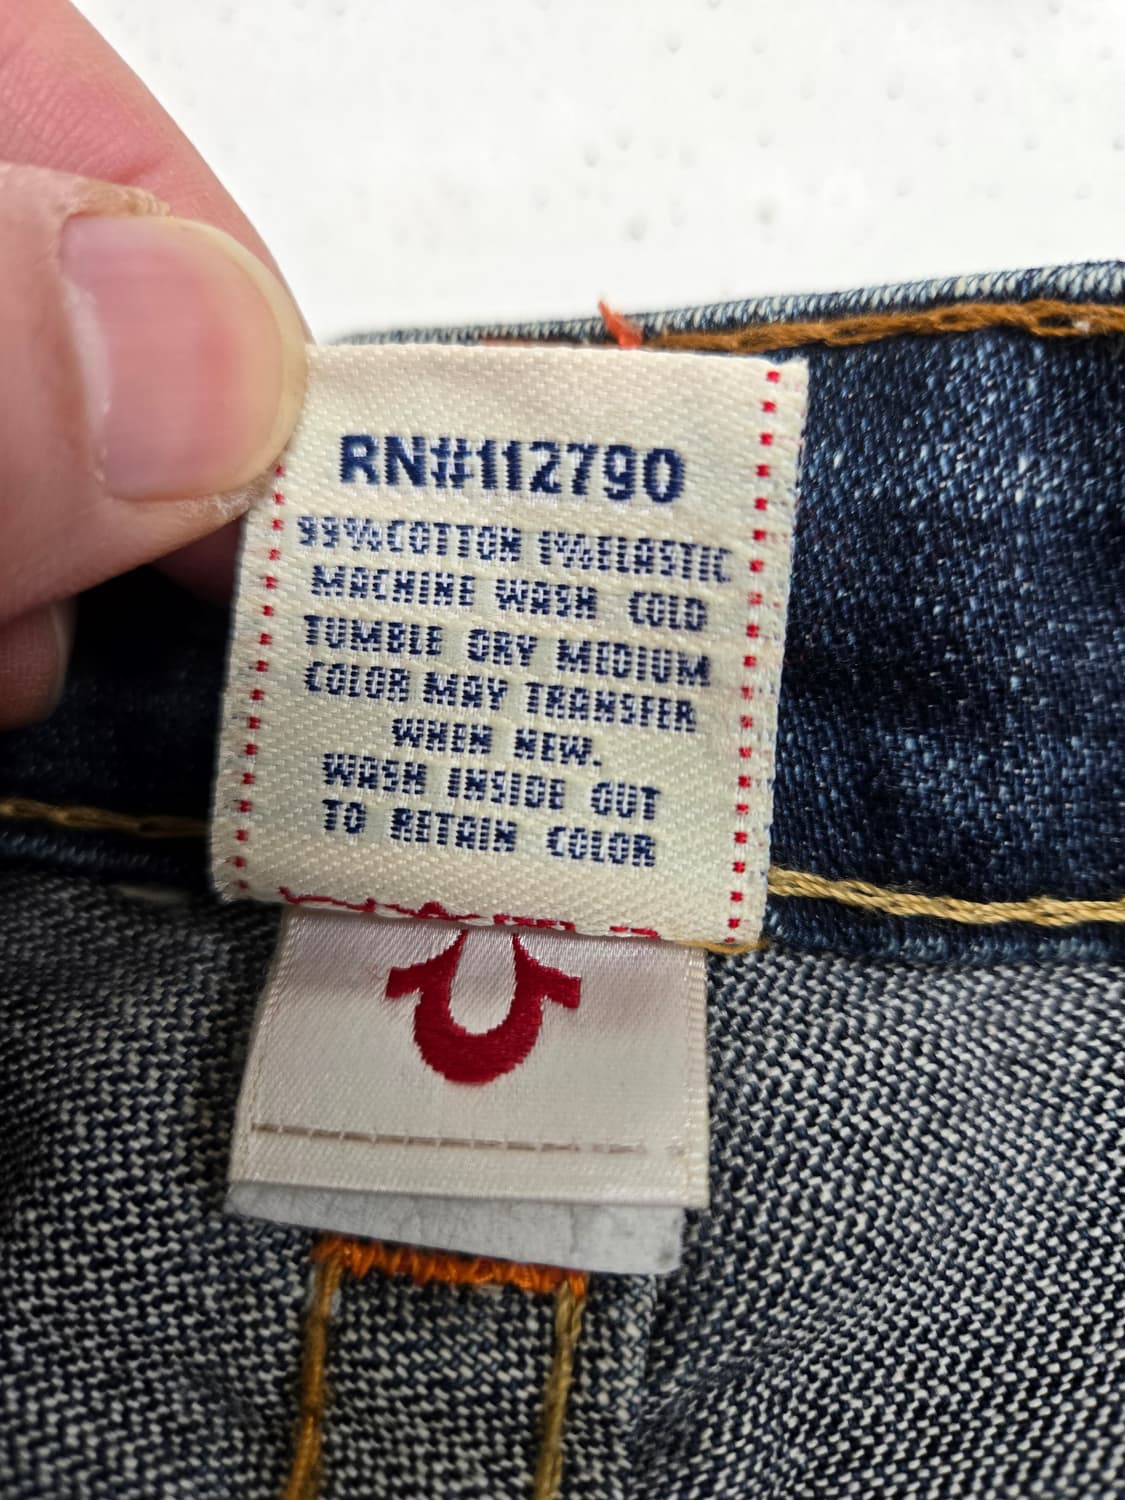 RN#112790
99%COTTON 1%ELASTIC
MACHINE WASH COLD
TUMBLE DRY MEDIUM
COLOR MAY TRANSFER
WHEN NEW.
WASH INSIDE OUT
TO RETAIN COLOR